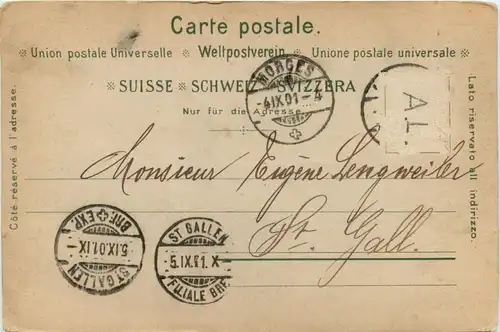 Carte postale.
※ Union postale Universelle ※ Weltpostverein. ※ Unione postale universale ※
※ SUISSE ※ SCHWEIZ ※ SVIZZERA
Nur für die Adresse.
MORGES
-4.IX.01.-4
A.L.
Côté réservé à l'adresse.
Lato riservato all indirizzo.
Monsieur Eugène Lengweiler
St. Gall.
BRF EXP.
5.IX.01.IX
ST GALLEN
ST GALLEN
5.IX.01.X-
FILIALE BRF.